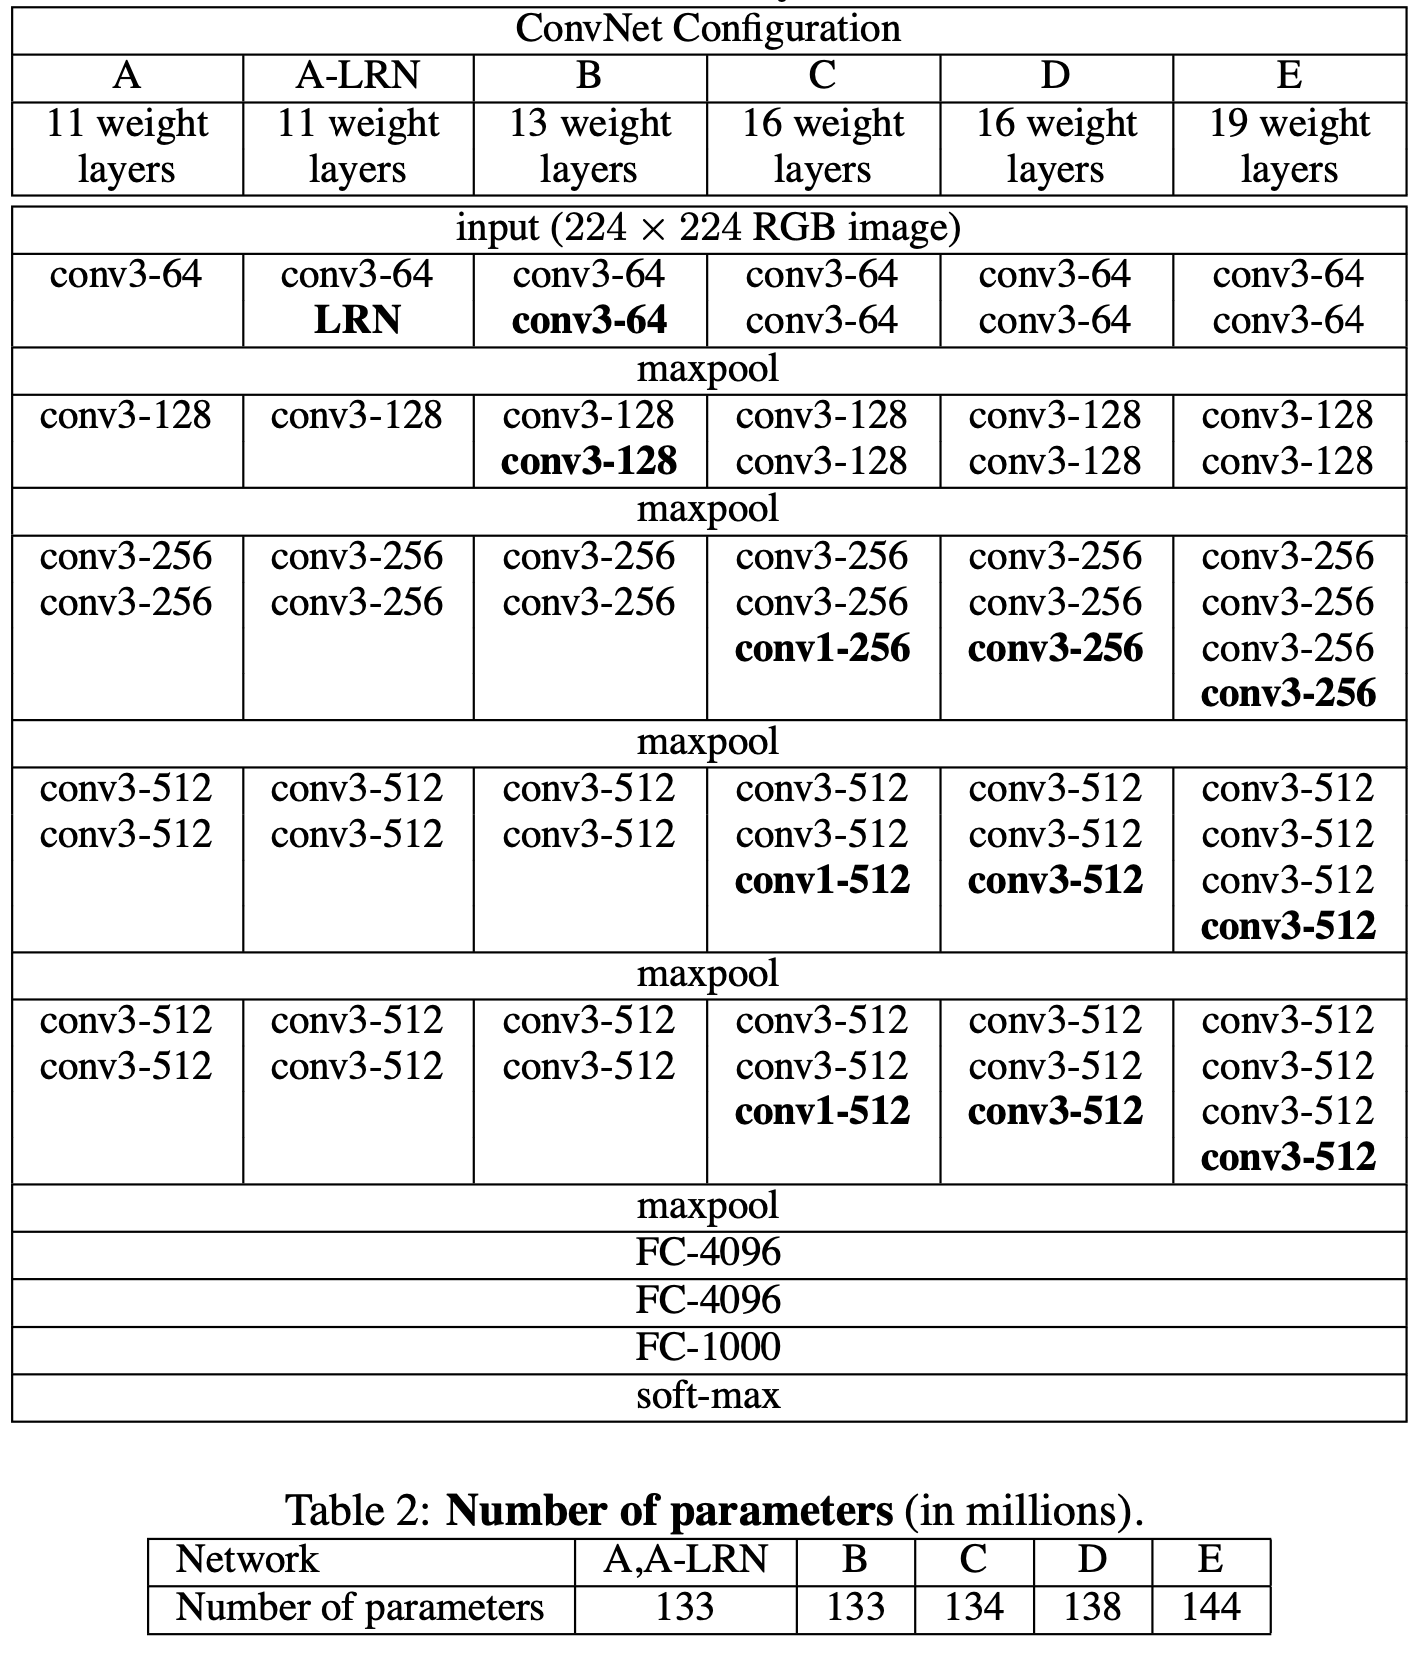 ConvNet Configuration
A A-LRN B C D E
11 weight 11 weight 13 weight 16 weight 16 weight 19 weight
layers layers layers layers layers layers
input (224 × 224 RGB image)
conv3-64 conv3-64 conv3-64 conv3-64 conv3-64 conv3-64
LRN conv3-64 conv3-64 conv3-64 conv3-64
maxpool
conv3-128 conv3-128 conv3-128 conv3-128 conv3-128 conv3-128
conv3-128 conv3-128 conv3-128 conv3-128
maxpool
conv3-256 conv3-256 conv3-256 conv3-256 conv3-256 conv3-256
conv3-256 conv3-256 conv3-256 conv3-256 conv3-256 conv3-256
conv1-256 conv3-256 conv3-256
conv3-256
maxpool
conv3-512 conv3-512 conv3-512 conv3-512 conv3-512 conv3-512
conv3-512 conv3-512 conv3-512 conv3-512 conv3-512 conv3-512
conv1-512 conv3-512 conv3-512
conv3-512
maxpool
conv3-512 conv3-512 conv3-512 conv3-512 conv3-512 conv3-512
conv3-512 conv3-512 conv3-512 conv3-512 conv3-512 conv3-512
conv1-512 conv3-512 conv3-512
conv3-512
maxpool
FC-4096
FC-4096
FC-1000
soft-max
Table 2: Number of parameters (in millions).
Network A,A-LRN B C D E
Number of parameters 133 133 134 138 144